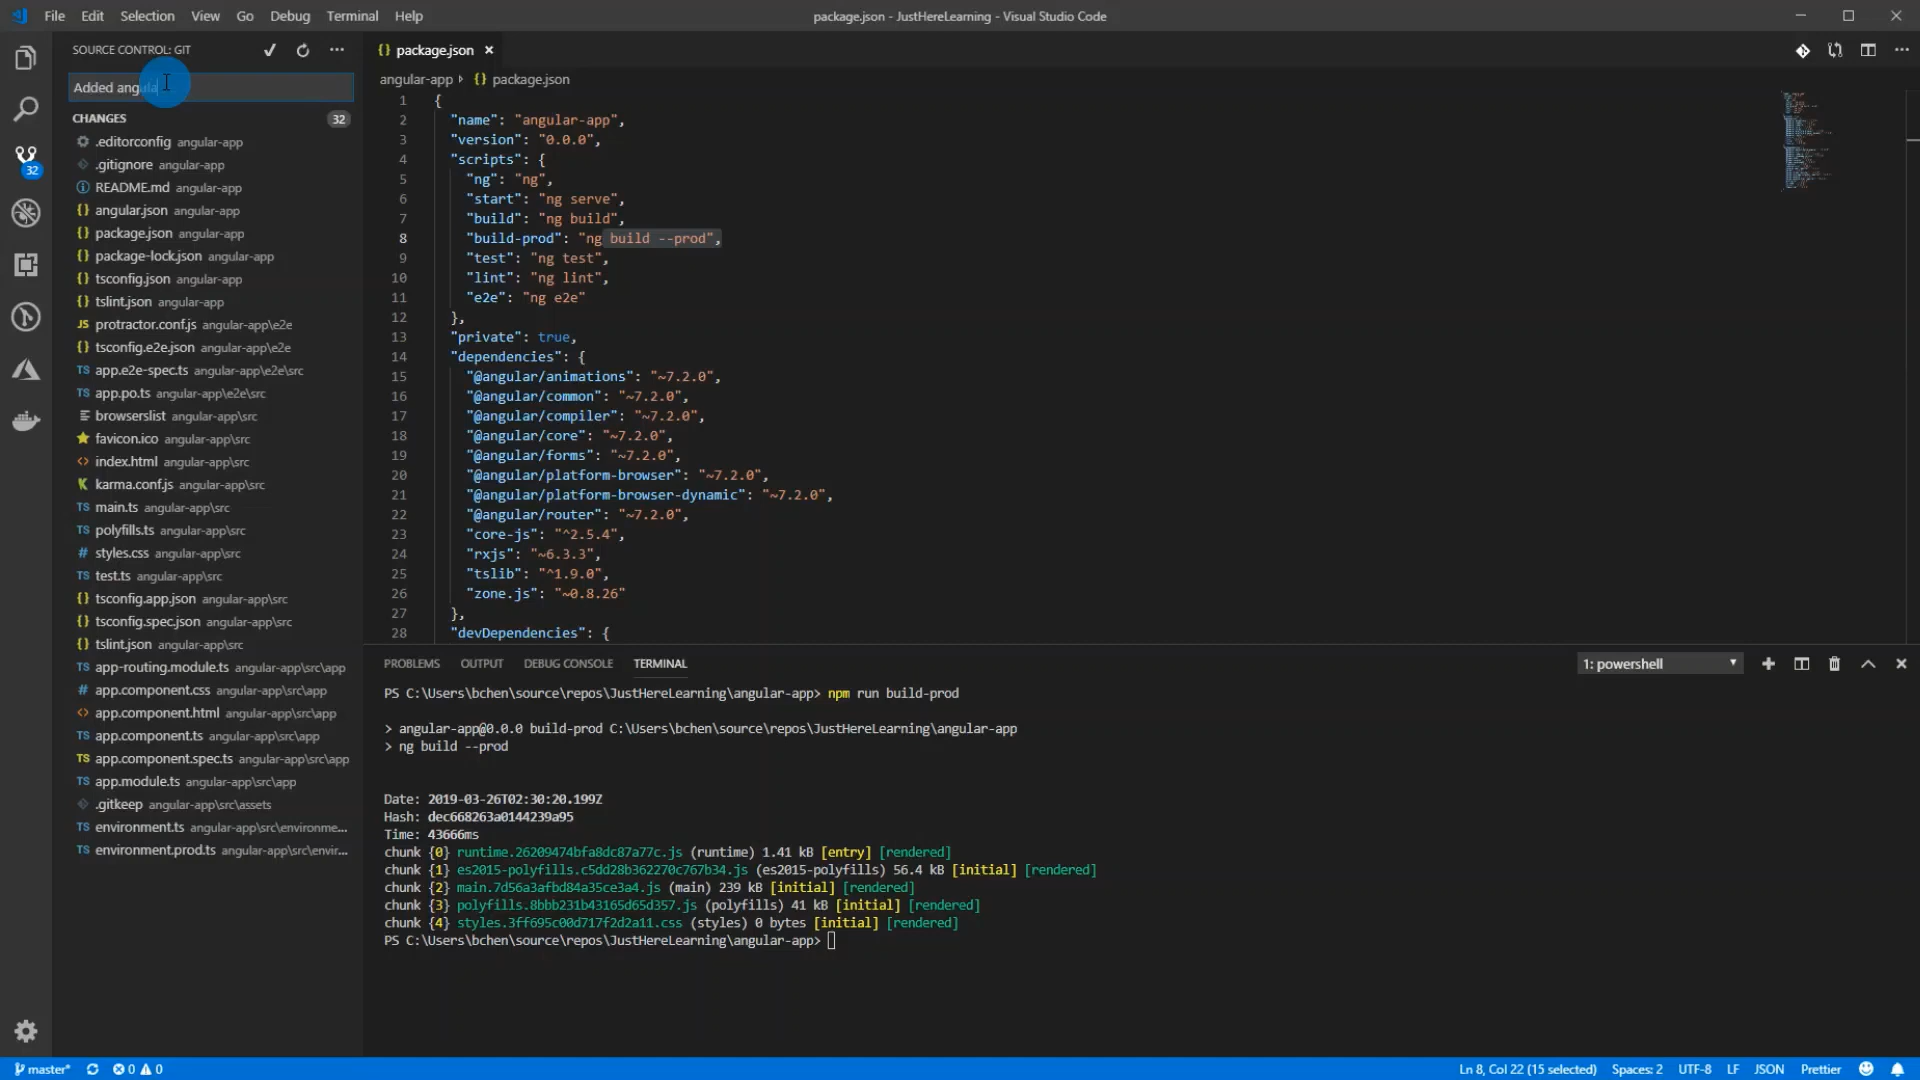 File Edit Selection View Go Debug Terminal Help
package.json - JustHereLearning - Visual Studio Code
SOURCE CONTROL: GIT
Added angula
CHANGES 32
32
.editorconfig angular-app
.gitignore angular-app
README.md angular-app
angular.json angular-app
package.json angular-app
package-lock.json angular-app
tsconfig.json angular-app
tslint.json angular-app
JS protractor.conf.js angular-app\e2e
tsconfig.e2e.json angular-app\e2e
TS app.e2e-spec.ts angular-app\e2e\src
TS app.po.ts angular-app\e2e\src
browserslist angular-app\src
favicon.ico angular-app\src
index.html angular-app\src
karma.conf.js angular-app\src
TS main.ts angular-app\src
TS polyfills.ts angular-app\src
# styles.css angular-app\src
TS test.ts angular-app\src
{} tsconfig.app.json angular-app\src
{} tsconfig.spec.json angular-app\src
{} tslint.json angular-app\src
TS app-routing.module.ts angular-app\src\app
# app.component.css angular-app\src\app
<> app.component.html angular-app\src\app
TS app.component.ts angular-app\src\app
TS app.component.spec.ts angular-app\src\app
TS app.module.ts angular-app\src\app
.gitkeep angular-app\src\assets
TS environment.ts angular-app\src\environme...
TS environment.prod.ts angular-app\src\envir...
{} package.json
angular-app {} package.json
1 {
2 "name": "angular-app",
3 "version": "0.0.0",
4 "scripts": {
5 "ng": "ng",
6 "start": "ng serve",
7 "build": "ng build",
8 "build-prod": "ng build --prod",
9 "test": "ng test",
10 "lint": "ng lint",
11 "e2e": "ng e2e"
12 },
13 "private": true,
14 "dependencies": {
15 "@angular/animations": "~7.2.0",
16 "@angular/common": "~7.2.0",
17 "@angular/compiler": "~7.2.0",
18 "@angular/core": "~7.2.0",
19 "@angular/forms": "~7.2.0",
20 "@angular/platform-browser": "~7.2.0",
21 "@angular/platform-browser-dynamic": "~7.2.0",
22 "@angular/router": "~7.2.0",
23 "core-js": "^2.5.4",
24 "rxjs": "~6.3.3",
25 "tslib": "^1.9.0",
26 "zone.js": "~0.8.26"
27 },
28 "devDependencies": {
PROBLEMS OUTPUT DEBUG CONSOLE TERMINAL
1: powershell
PS C:\Users\bchen\source\repos\JustHereLearning\angular-app> npm run build-prod
> angular-app@0.0.0 build-prod C:\Users\bchen\source\repos\JustHereLearning\angular-app
> ng build --prod
Date: 2019-03-26T02:30:20.199Z
Hash: dec668263a0144239a95
Time: 43666ms
chunk {0} runtime.26209474bfa8dc87a77c.js (runtime) 1.41 kB [entry] [rendered]
chunk {1} es2015-polyfills.c5dd28b362270c767b34.js (es2015-polyfills) 56.4 kB [initial] [rendered]
chunk {2} main.7d56a3afbd84a35ce3a4.js (main) 239 kB [initial] [rendered]
chunk {3} polyfills.8bbb231b43165d65d357.js (polyfills) 41 kB [initial] [rendered]
chunk {4} styles.3ff695c00d717f2d2a11.css (styles) 0 bytes [initial] [rendered]
PS C:\Users\bchen\source\repos\JustHereLearning\angular-app>
master* 0 0
Ln 8, Col 22 (15 selected) Spaces: 2 UTF-8 LF JSON Prettier